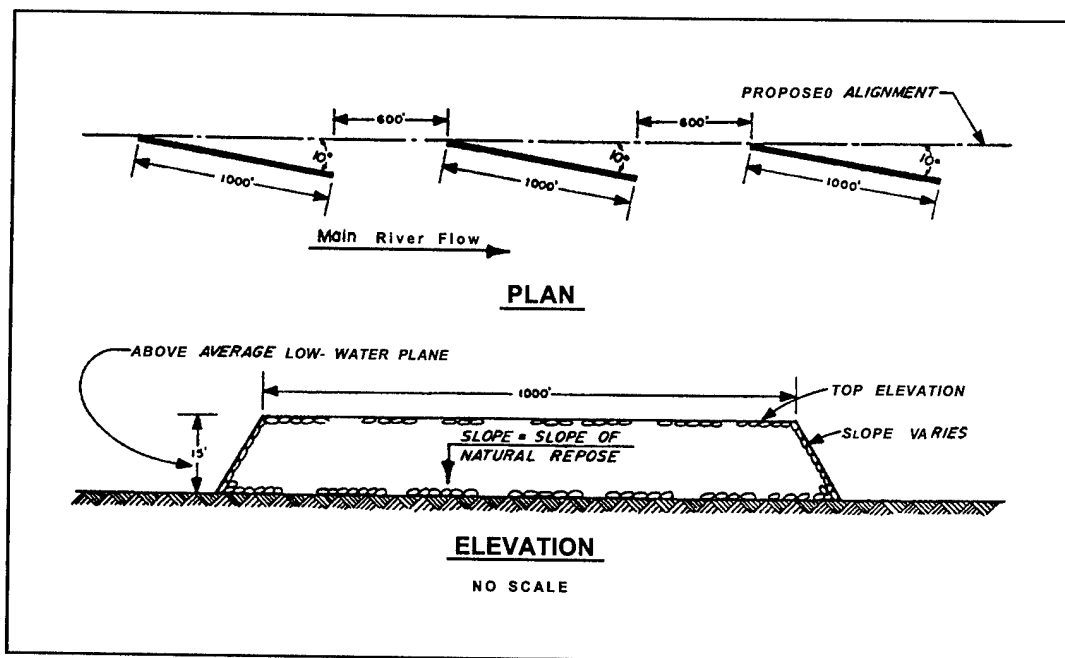 PROPOSED ALIGNMENT
600'
600'
10°
10°
10°
1000'
1000'
1000'
Main River Flow
PLAN
ABOVE AVERAGE LOW-WATER PLANE
1000'
TOP ELEVATION
SLOPE VARIES
15'
SLOPE = SLOPE OF
NATURAL REPOSE
ELEVATION
NO SCALE